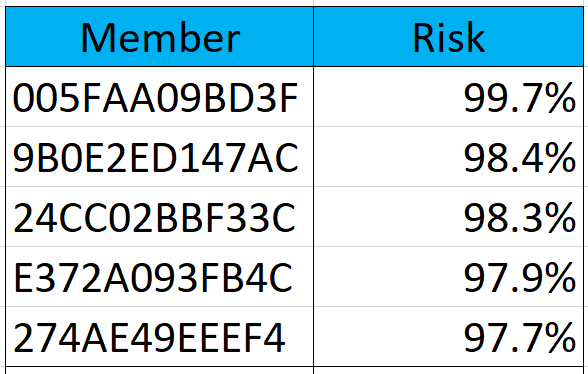 Member Risk
005FAA09BD3F 99.7%
9B0E2ED147AC 98.4%
24CC02BBF33C 98.3%
E372A093FB4C 97.9%
274AE49EEEF4 97.7%